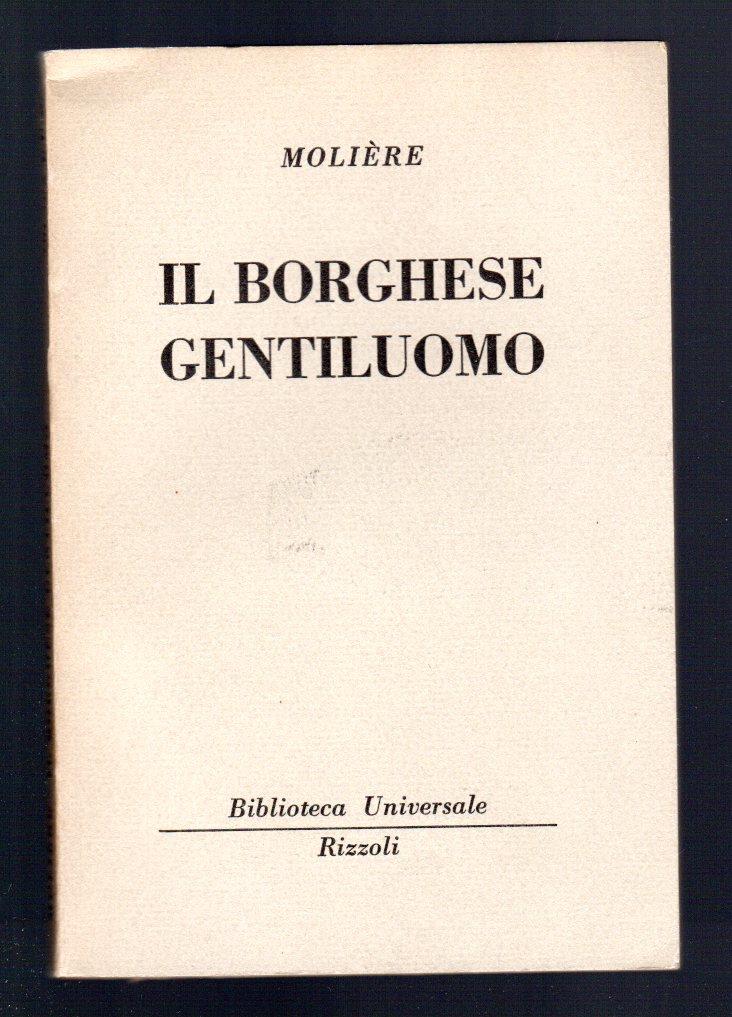 MOLIÈRE
IL BORGHESE
GENTILUOMO
Biblioteca Universale
Rizzoli